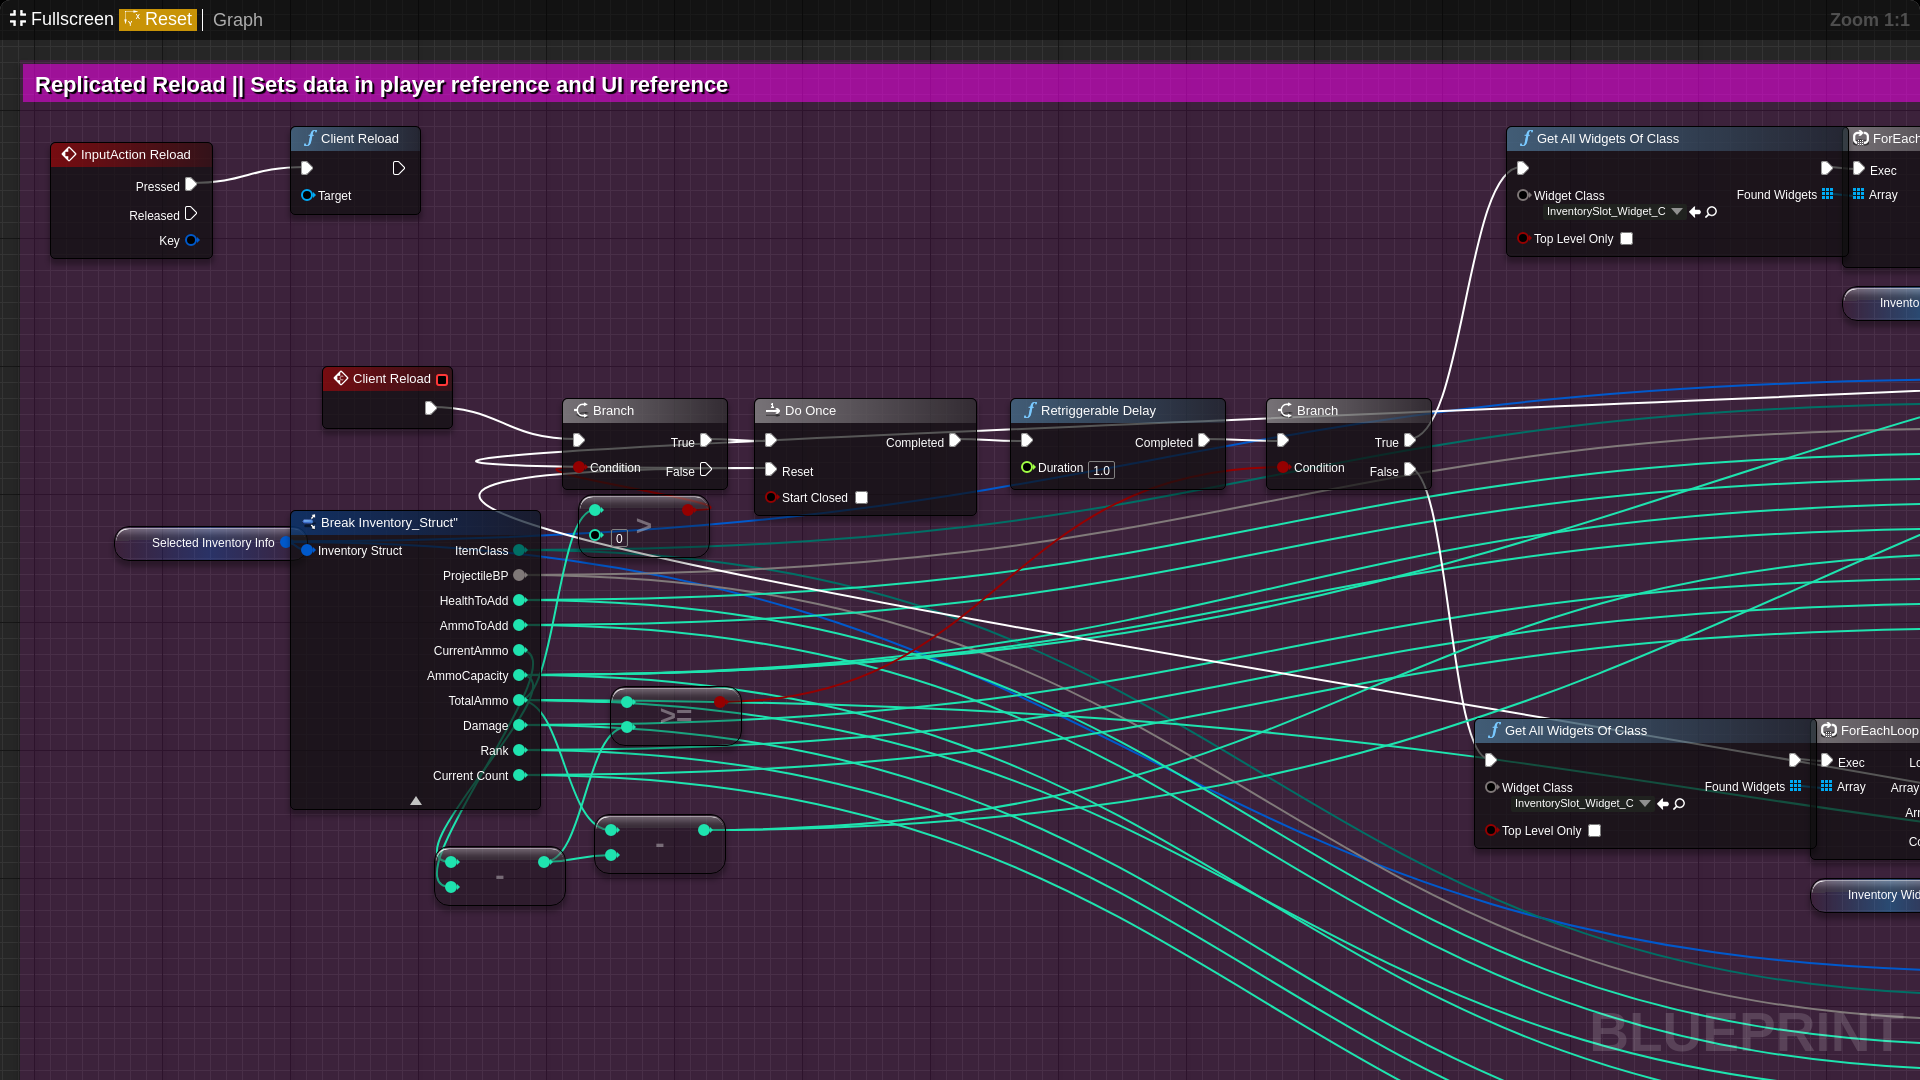 Fullscreen Reset Graph
Zoom 1:1
Replicated Reload || Sets data in player reference and UI reference
InputAction Reload
Pressed
Released
Key
Client Reload
Target
Get All Widgets Of Class
Widget Class
InventorySlot_Widget_C
Top Level Only
Found Widgets
ForEach
Exec
Array
Invento
Client Reload
Branch
Condition
True
False
Do Once
Reset
Start Closed
Completed
Retriggerable Delay
Duration 1.0
Completed
Branch
Condition
True
False
>
0
Selected Inventory Info
Break Inventory_Struct"
Inventory Struct
ItemClass
ProjectileBP
HealthToAdd
AmmoToAdd
CurrentAmmo
AmmoCapacity
TotalAmmo
Damage
Rank
Current Count
>=
-
-
Get All Widgets Of Class
Widget Class
InventorySlot_Widget_C
Top Level Only
Found Widgets
ForEachLoop
Exec
Array
Lo
Array
Arr
Co
Inventory Wid
BLUEPRINT